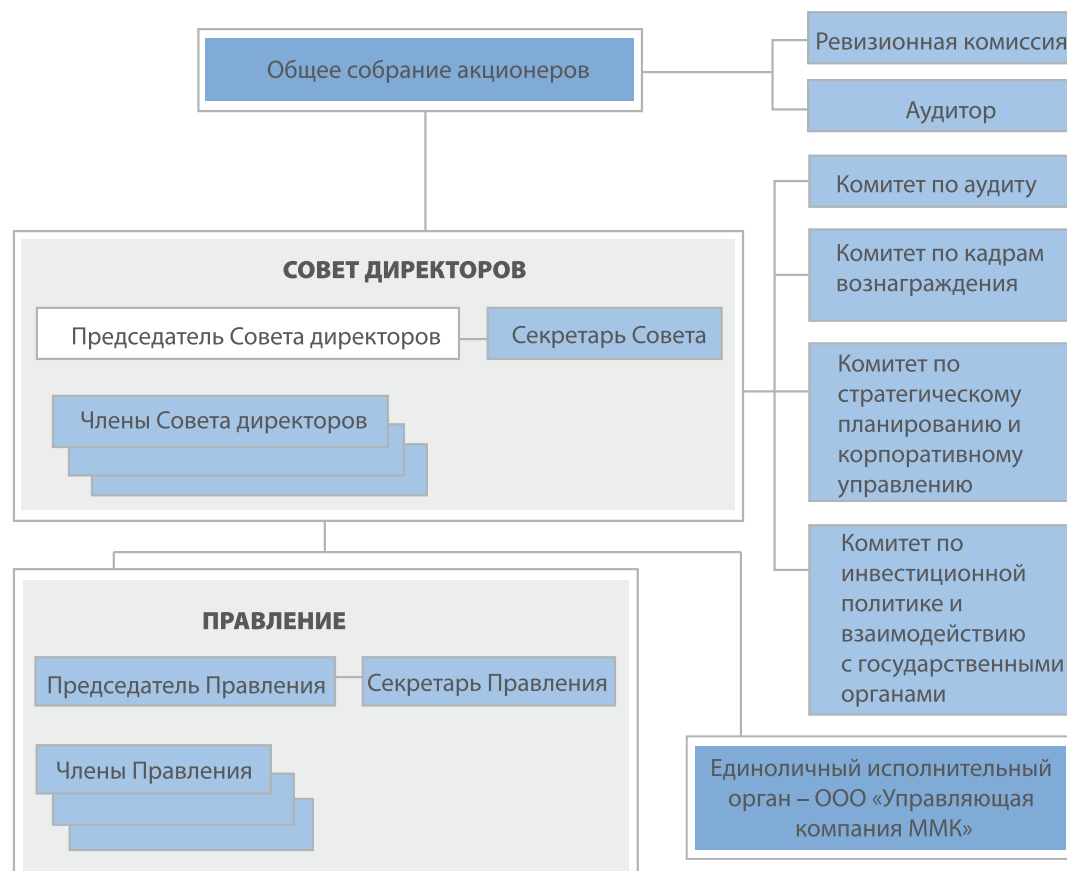 Общее собрание акционеров
Ревизионная комиссия
Аудитор
Комитет по аудиту
Комитет по кадрам
вознаграждения
Комитет по
стратегическому
планированию и
корпоративному
управлению
Комитет по
инвестиционной
политике и
взаимодействию
с государственными
органами
СОВЕТ ДИРЕКТОРОВ
Председатель Совета директоров
Секретарь Совета
Члены Совета директоров
ПРАВЛЕНИЕ
Председатель Правления
Секретарь Правления
Члены Правления
Единоличный исполнительный
орган – ООО «Управляющая
компания ММК»